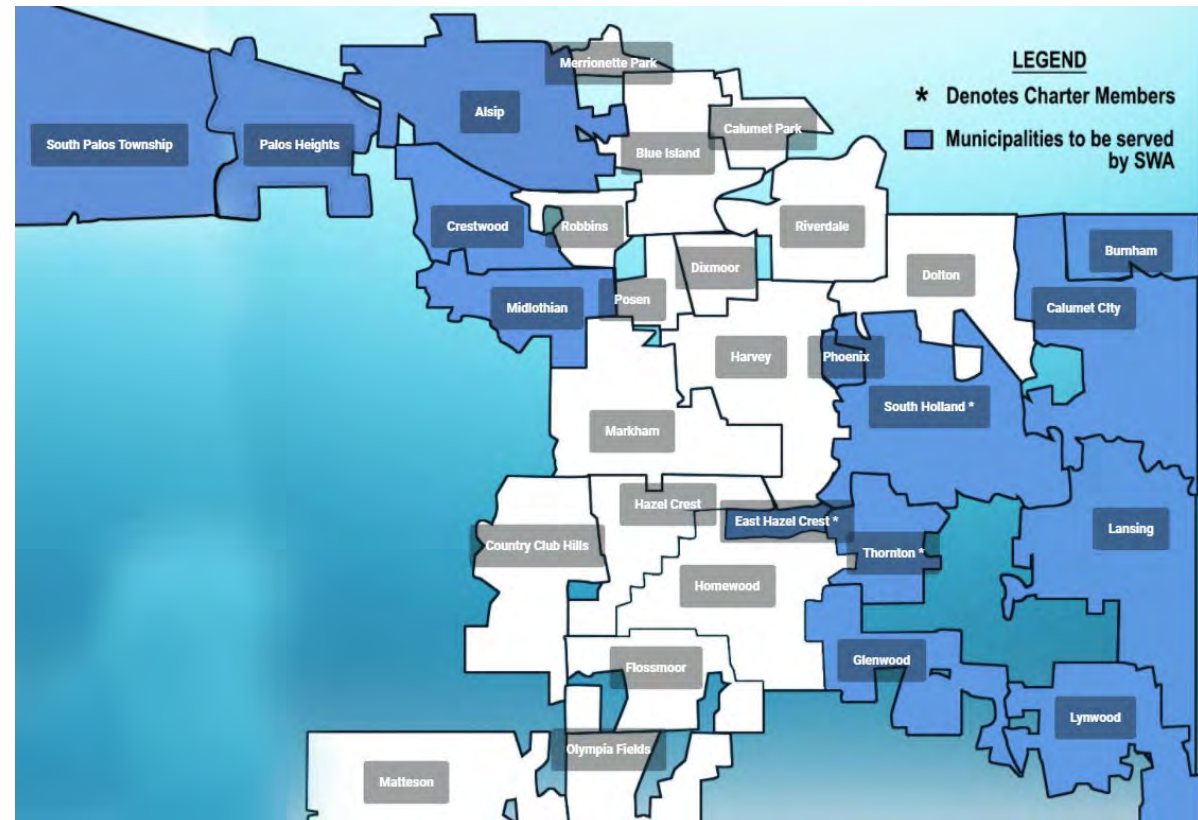 LEGEND
* Denotes Charter Members
Municipalities to be served
by SWA
Merrionette Park
Alsip
Calumet Park
South Palos Township
Palos Heights
Blue Island
Crestwood
Robbins
Riverdale
Burnham
Dixmoor
Dolton
Posen
Midlothian
Calumet CIty
Harvey
Phoenix
South Holland *
Markham
Hazel Crest
East Hazel Crest *
Lansing
Country Club Hills
Thornton *
Homewood
Flossmoor
Glenwood
Lynwood
Olympia Fields
Matteson